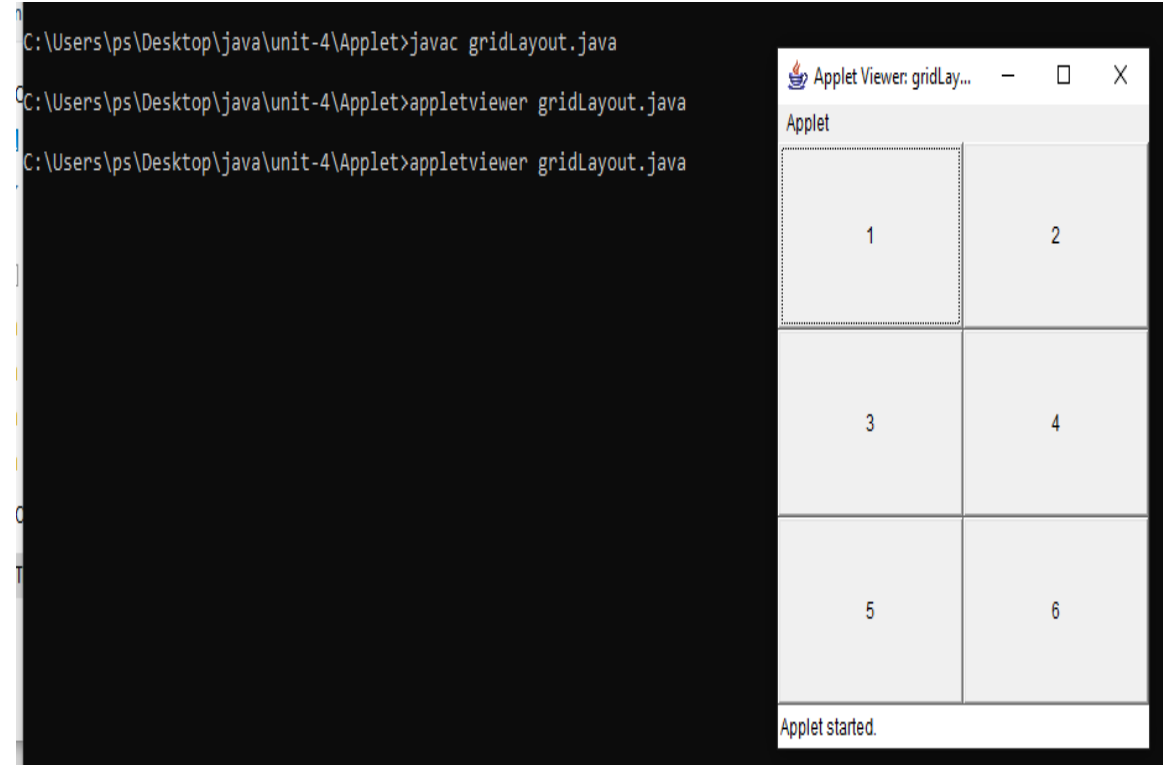 C:\Users\ps\Desktop\java\unit-4\Applet>javac gridLayout.java
C:\Users\ps\Desktop\java\unit-4\Applet>appletviewer gridLayout.java
C:\Users\ps\Desktop\java\unit-4\Applet>appletviewer gridLayout.java
Applet Viewer: gridLay...
Applet
1 2
3 4
5 6
Applet started.